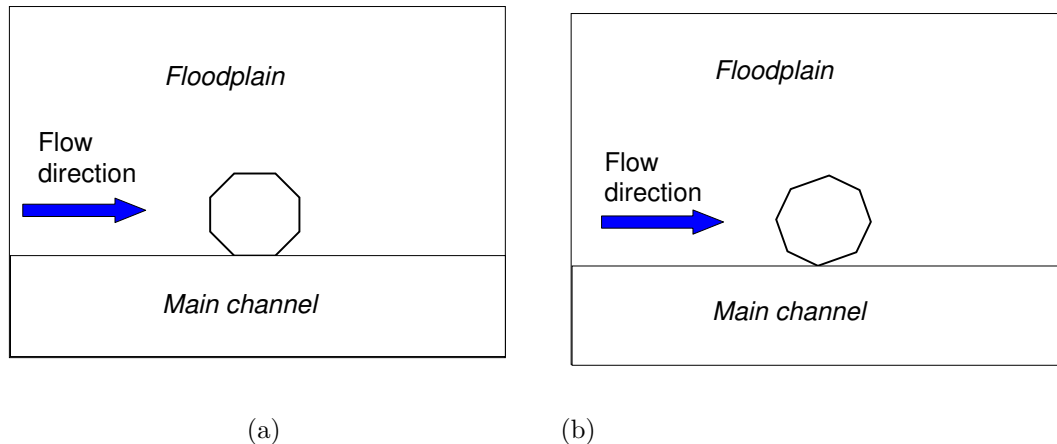 Floodplain
Flow
direction
Main channel
(a)
Floodplain
Flow
direction
Main channel
(b)